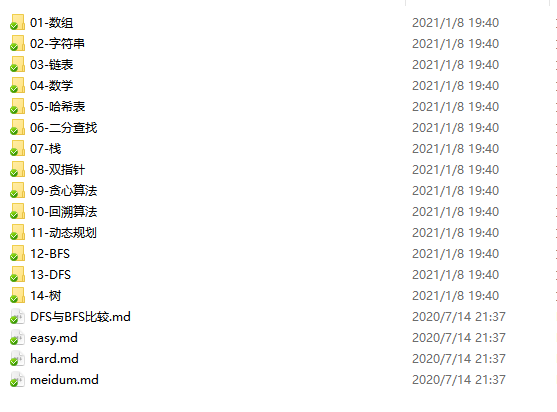 01-数组 2021/1/8 19:40
02-字符串 2021/1/8 19:40
03-链表 2021/1/8 19:40
04-数学 2021/1/8 19:40
05-哈希表 2021/1/8 19:40
06-二分查找 2021/1/8 19:40
07-栈 2021/1/8 19:40
08-双指针 2021/1/8 19:40
09-贪心算法 2021/1/8 19:40
10-回溯算法 2021/1/8 19:40
11-动态规划 2021/1/8 19:40
12-BFS 2021/1/8 19:40
13-DFS 2021/1/8 19:40
14-树 2021/1/8 19:40
DFS与BFS比较.md 2020/7/14 21:37
easy.md 2020/7/14 21:37
hard.md 2020/7/14 21:37
meidum.md 2020/7/14 21:37